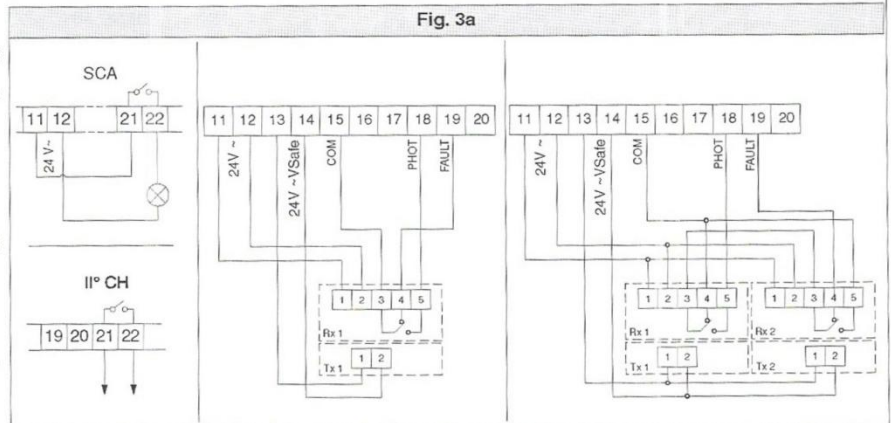 Fig. 3a
SCA
11 12 21 22
24 V~
II° CH
19 20 21 22
11 12 13 14 15 16 17 18 19 20
24V ~
24V ~ VSafe
COM
PHOT
FAULT
1 2 3 4 5
Rx 1
1 2
Tx 1
11 12 13 14 15 16 17 18 19 20
24V ~
24V ~ VSafe
COM
PHOT
FAULT
1 2 3 4 5
Rx 1
1 2 3 4 5
Rx 2
1 2
Tx 1
1 2
Tx 2